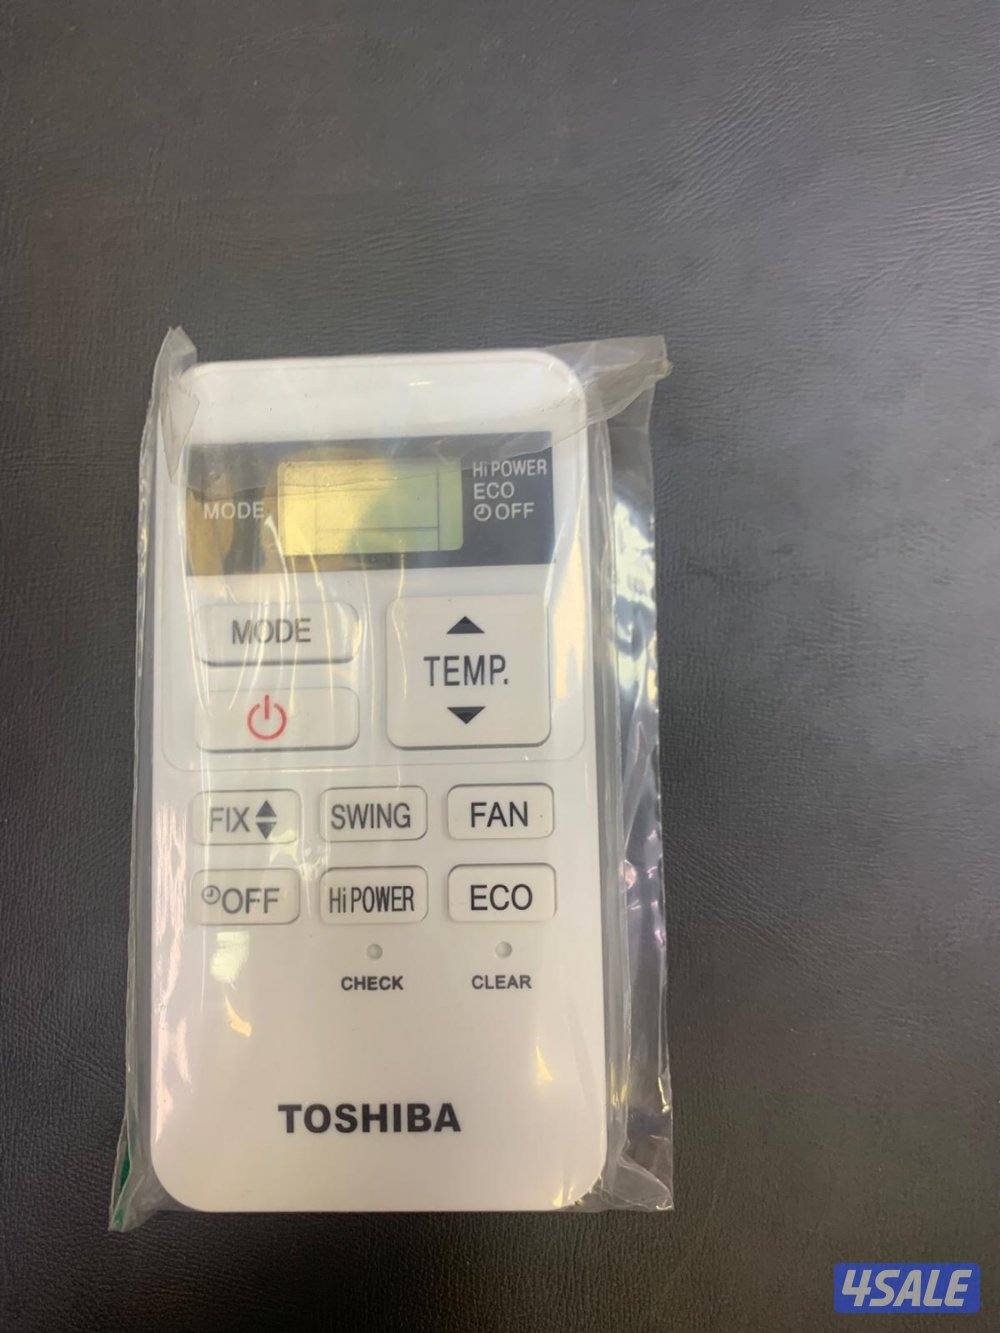 Hi POWER
ECO
MODE OFF
MODE
TEMP.
FIX SWING FAN
OFF Hi POWER ECO
CHECK CLEAR
TOSHIBA
4SALE